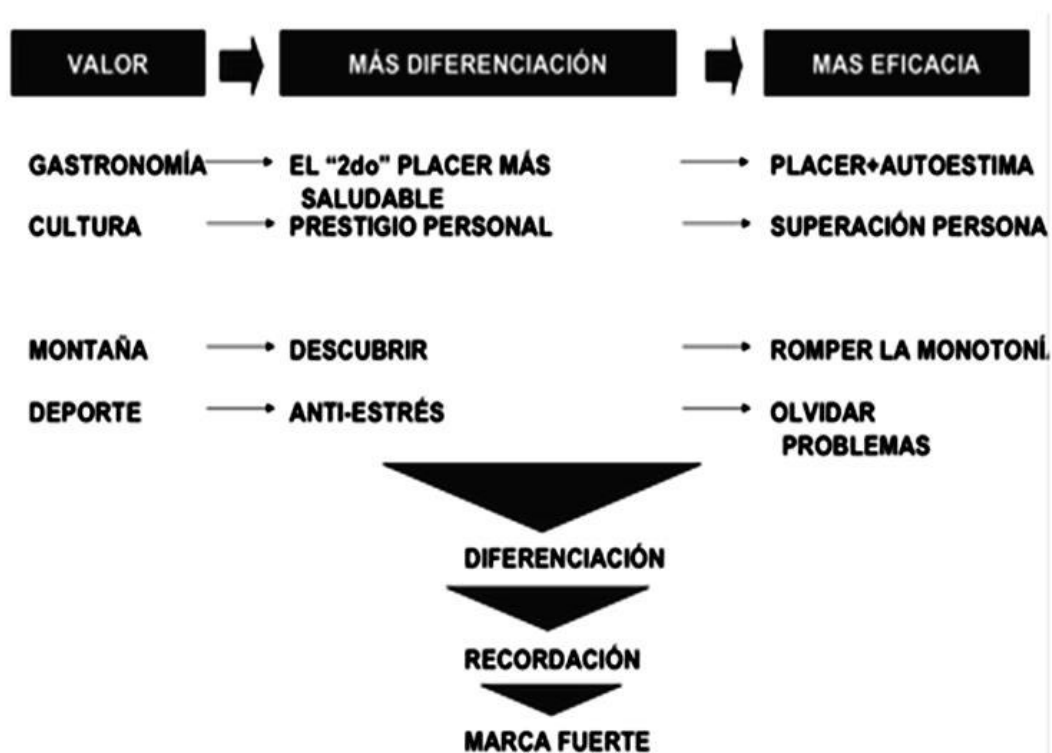 VALOR MÁS DIFERENCIACIÓN MAS EFICACIA
GASTRONOMÍA EL “2do” PLACER MÁS PLACER+AUTOESTIMA
SALUDABLE
CULTURA PRESTIGIO PERSONAL SUPERACIÓN PERSONA
MONTAÑA DESCUBRIR ROMPER LA MONOTONÍ
DEPORTE ANTI-ESTRÉS OLVIDAR
PROBLEMAS
DIFERENCIACIÓN
RECORDACIÓN
MARCA FUERTE